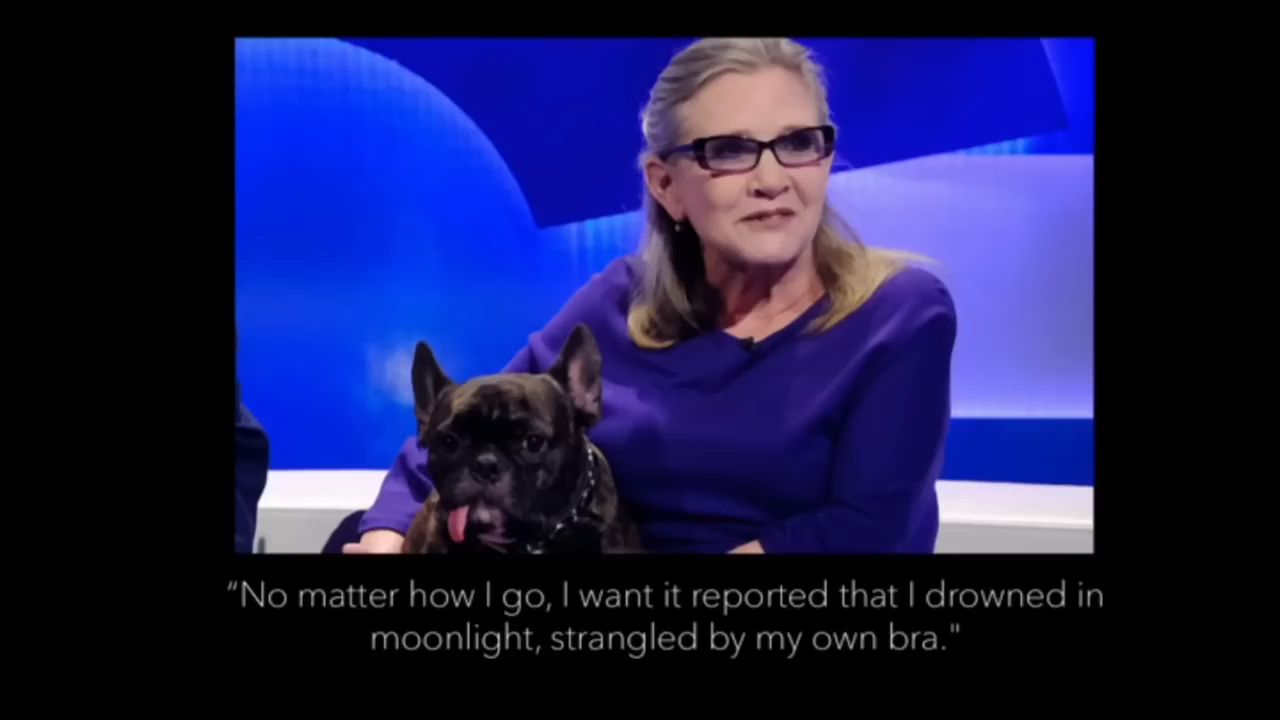 “No matter how I go, I want it reported that I drowned in
moonlight, strangled by my own bra."